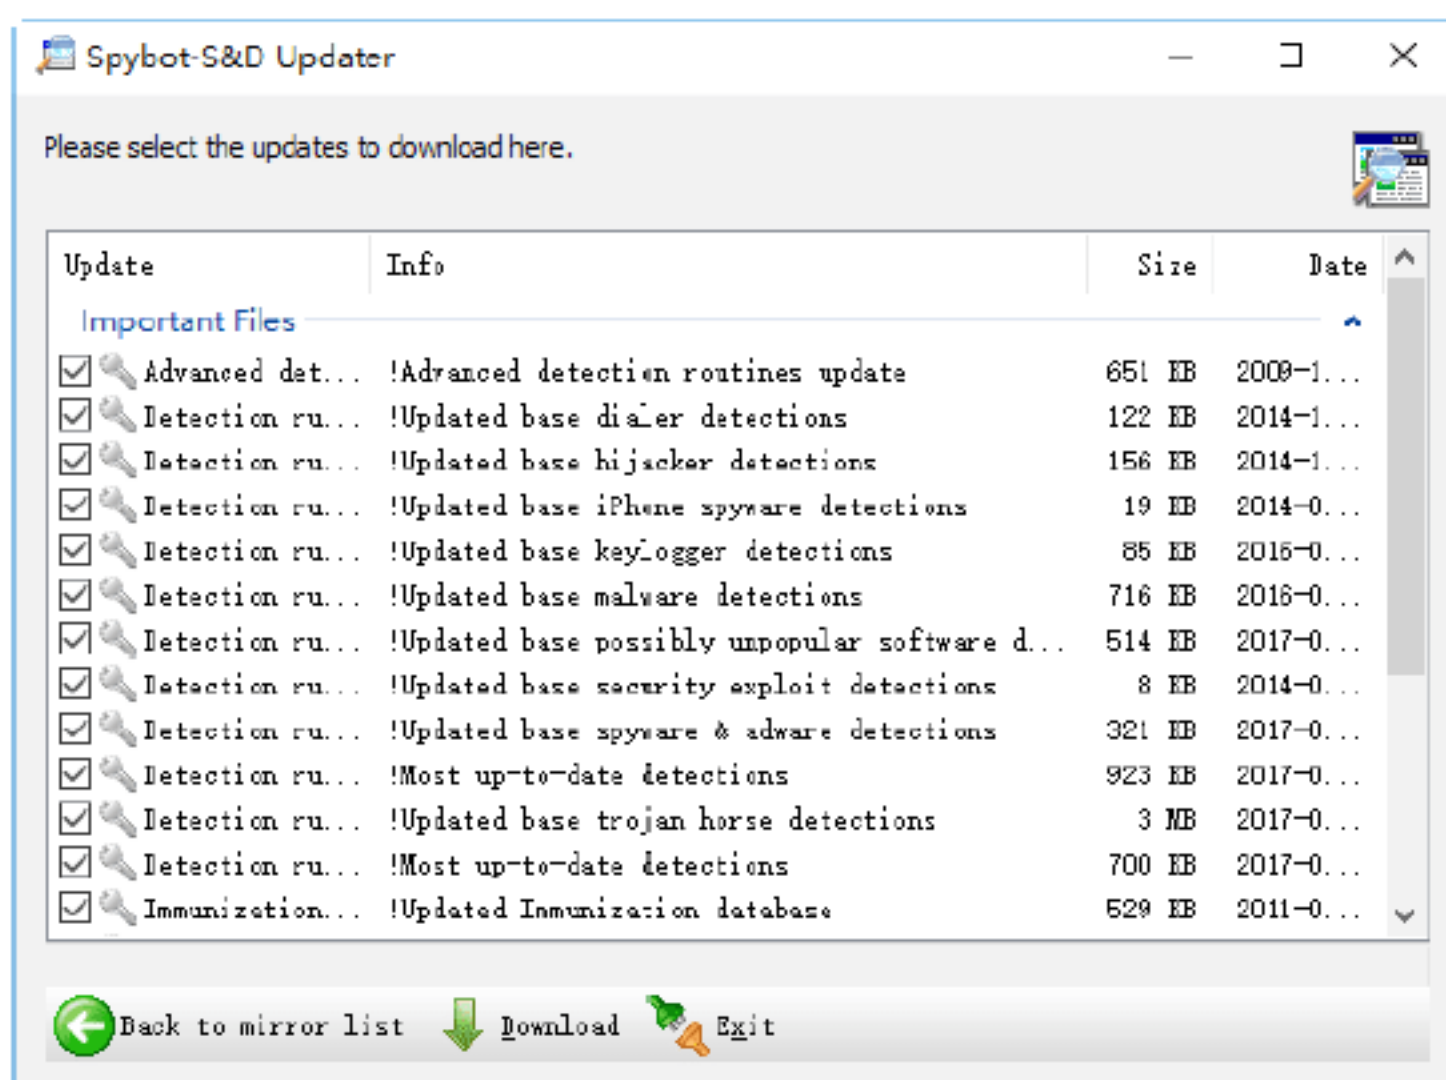 Spybot-S&D Updater
Please select the updates to download here.
Update Info Size Date
Important Files
Advanced det... !Advanced detection routines update 651 KB 2009-1...
Detection ru... !Updated base dialer detections 122 KB 2014-1...
Detection ru... !Updated base hijacker detections 156 KB 2014-1...
Detection ru... !Updated base iPhone spyware detections 19 KB 2014-0...
Detection ru... !Updated base keylogger detections 85 KB 2016-0...
Detection ru... !Updated base malware detections 716 KB 2016-0...
Detection ru... !Updated base possibly unpopular software d... 514 KB 2017-0...
Detection ru... !Updated base security exploit detections 8 KB 2014-0...
Detection ru... !Updated base spyware & adware detections 321 KB 2017-0...
Detection ru... !Most up-to-date detections 923 KB 2017-0...
Detection ru... !Updated base trojan horse detections 3 MB 2017-0...
Detection ru... !Most up-to-date detections 700 KB 2017-0...
Immunization... !Updated Immunization database 529 KB 2011-0...
Back to mirror list Download Exit